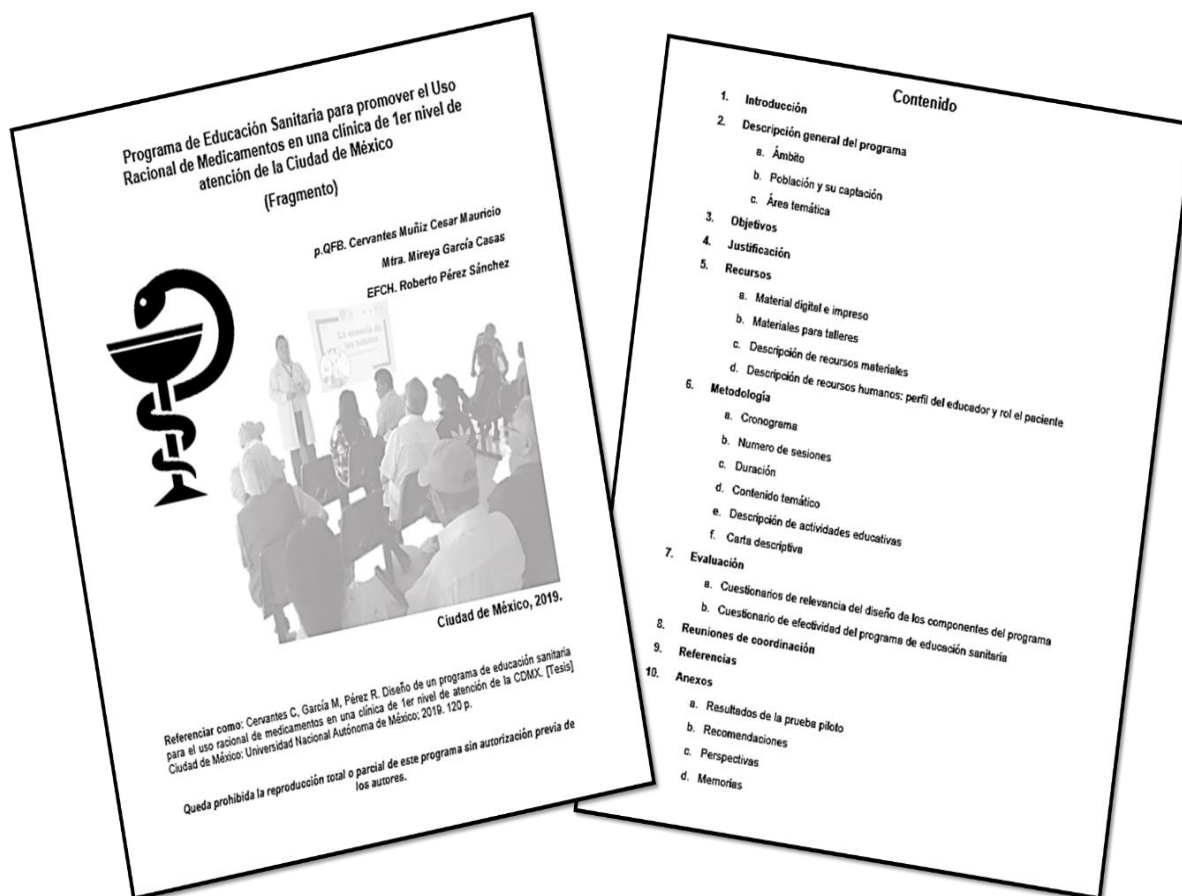 Programa de Educación Sanitaria para promover el Uso
Racional de Medicamentos en una clínica de 1er nivel de
atención de la Ciudad de México
(Fragmento)
p.QFB. Cervantes Muñiz Cesar Mauricio
Mtra. Mireya García Casas
EFCH. Roberto Pérez Sánchez
La esencia de
los hábitos
Ciudad de México, 2019.
Referenciar como: Cervantes C, García M, Pérez R. Diseño de un programa de educación sanitaria
para el uso racional de medicamentos en una clínica de 1er nivel de atención de la CDMX. [Tesis]
Ciudad de México: Universidad Nacional Autónoma de México; 2019. 120 p.
Queda prohibida la reproducción total o parcial de este programa sin autorización previa de
los autores.
Contenido
1. Introducción
2. Descripción general del programa
a. Ámbito
b. Población y su captación
c. Área temática
3. Objetivos
4. Justificación
5. Recursos
a. Material digital e impreso
b. Materiales para talleres
c. Descripción de recursos materiales
d. Descripción de recursos humanos: perfil del educador y rol el paciente
6. Metodología
a. Cronograma
b. Numero de sesiones
c. Duración
d. Contenido temático
e. Descripción de actividades educativas
f. Carta descriptiva
7. Evaluación
a. Cuestionarios de relevancia del diseño de los componentes del programa
b. Cuestionario de efectividad del programa de educación sanitaria
8. Reuniones de coordinación
9. Referencias
10. Anexos
a. Resultados de la prueba piloto
b. Recomendaciones
c. Perspectivas
d. Memorias